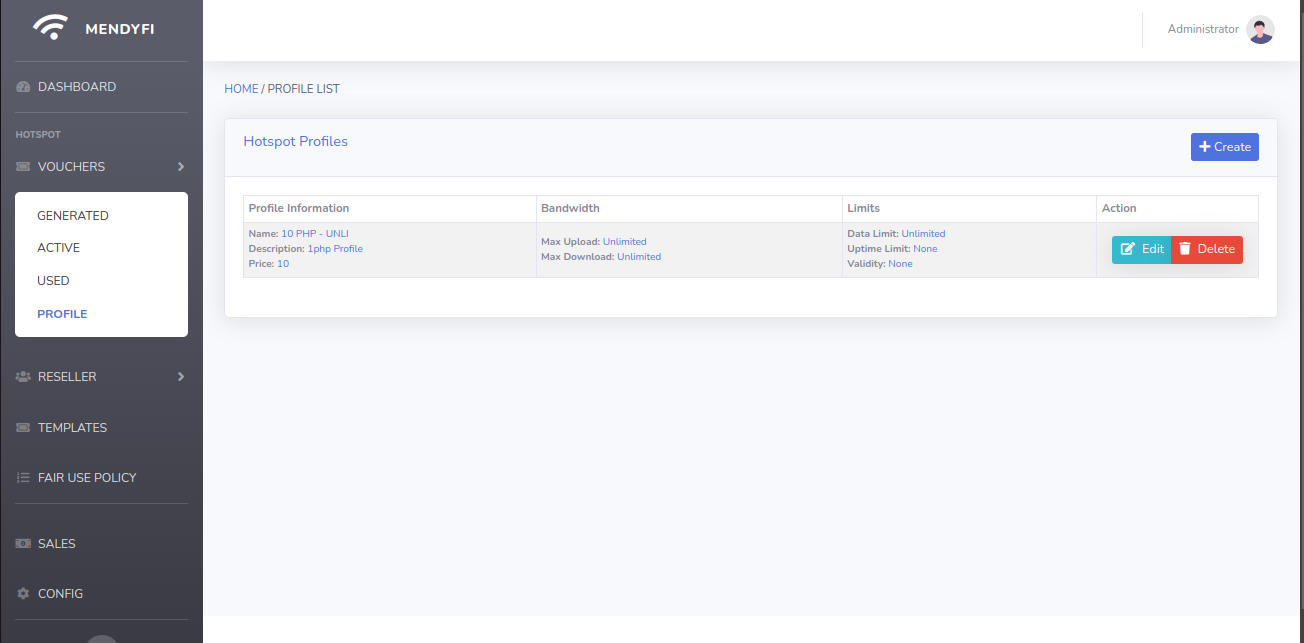 MENDYFI
Administrator
DASHBOARD
HOTSPOT
VOUCHERS
GENERATED
ACTIVE
USED
PROFILE
RESELLER
TEMPLATES
FAIR USE POLICY
SALES
CONFIG
HOME / PROFILE LIST
Hotspot Profiles
Create
Profile Information Bandwidth Limits Action
Name: 10 PHP - UNLI
Description: 1php Profile
Price: 10
Max Upload: Unlimited
Max Download: Unlimited
Data Limit: Unlimited
Uptime Limit: None
Validity: None
Edit Delete